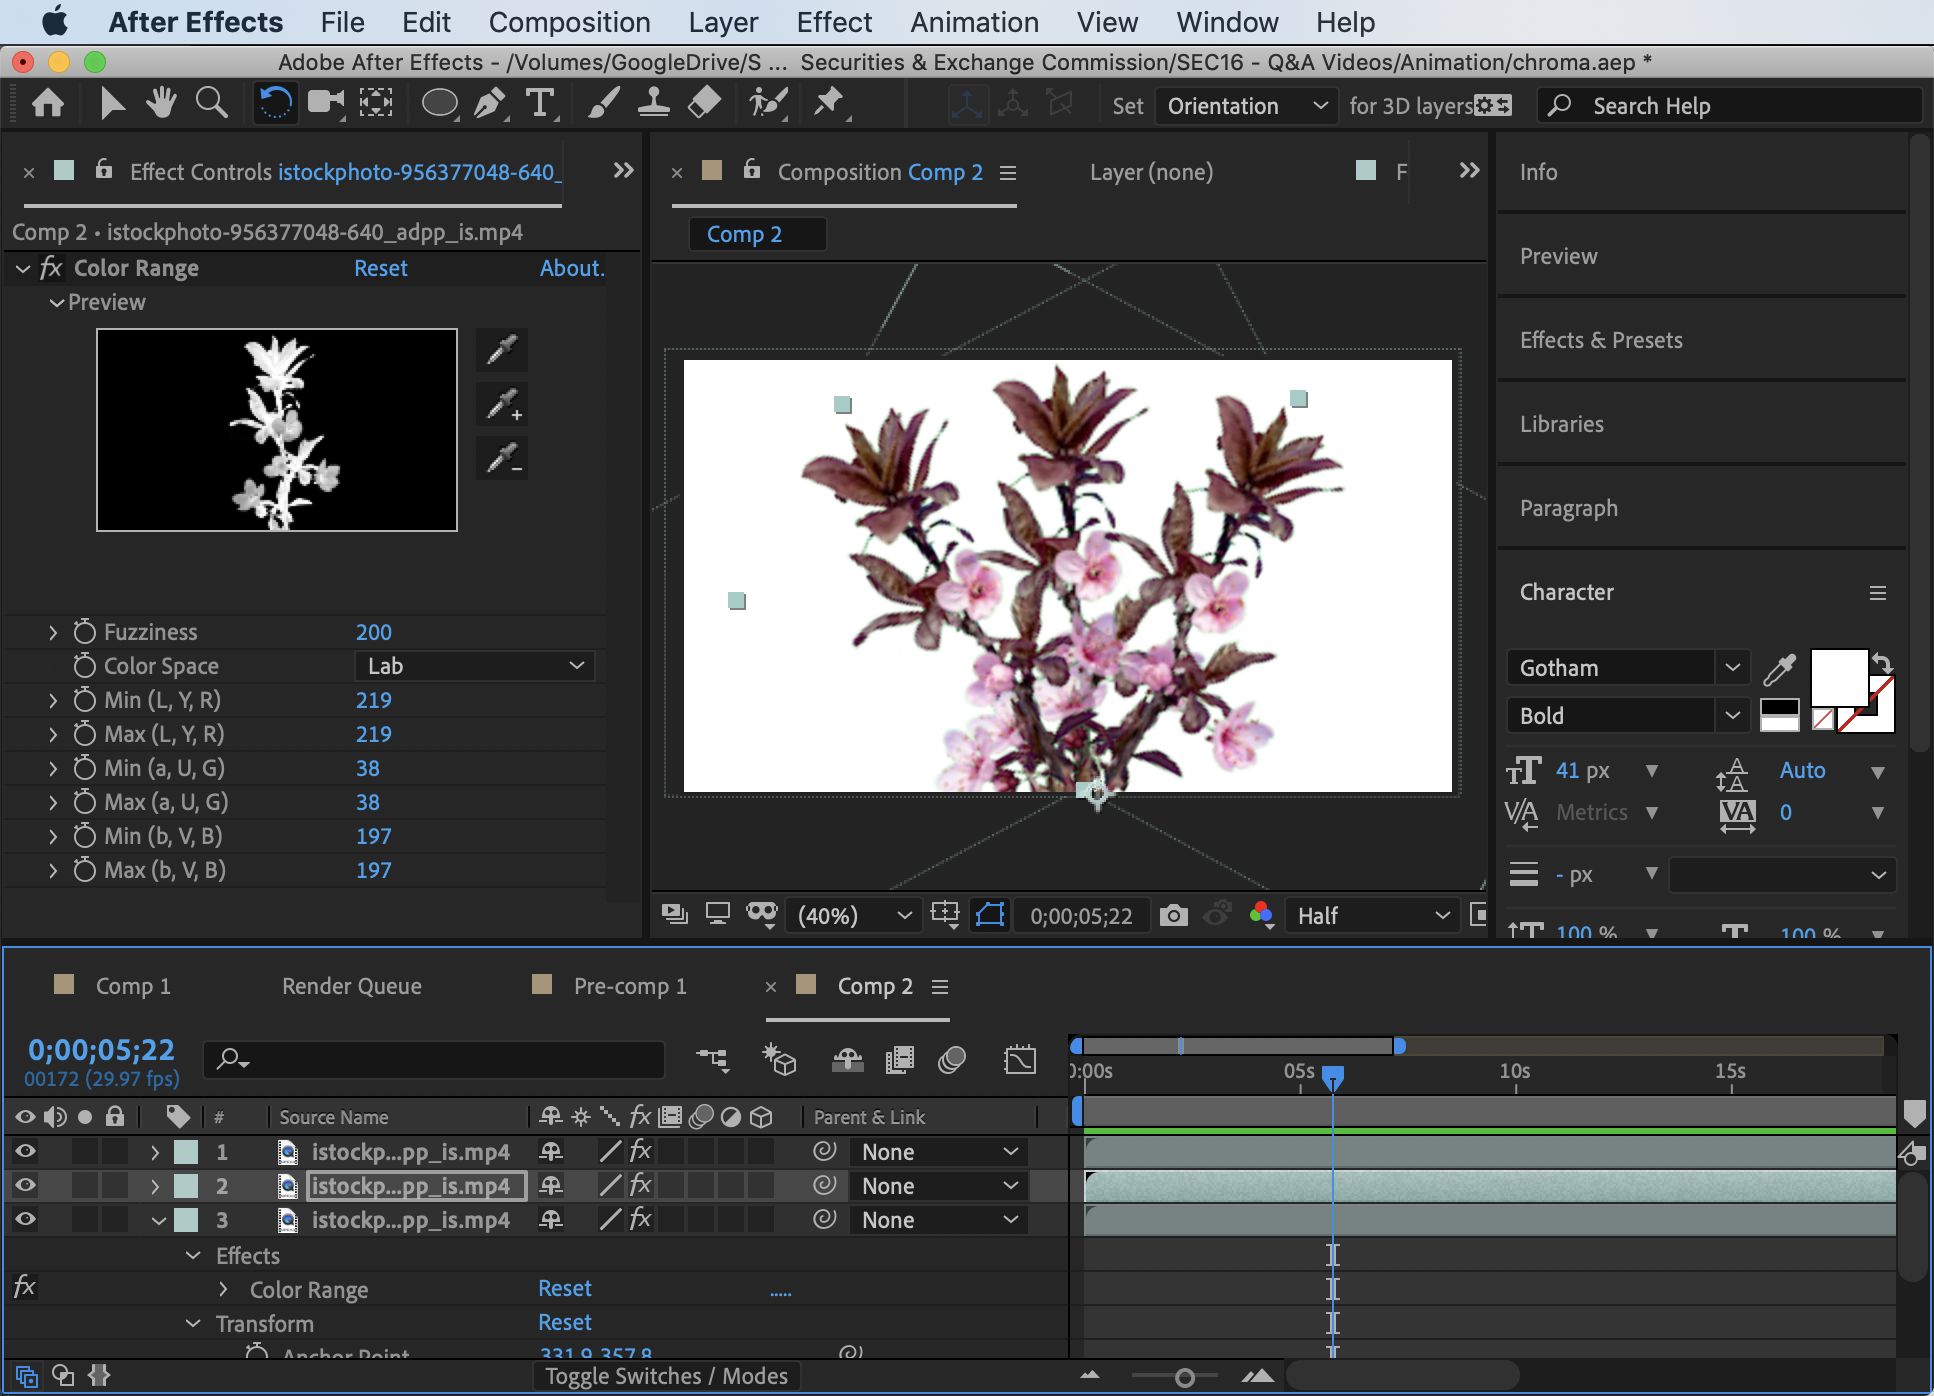 After Effects File Edit Composition Layer Effect Animation View Window Help
Adobe After Effects - /Volumes/GoogleDrive/S ... Securities & Exchange Commission/SEC16 - Q&A Videos/Animation/chroma.aep *
Set Orientation for 3D layers Search Help
Effect Controls istockphoto-956377048-640_
Comp 2 • istockphoto-956377048-640_adpp_is.mp4
fx Color Range Reset About.
Preview
Fuzziness 200
Color Space Lab
Min (L, Y, R) 219
Max (L, Y, R) 219
Min (a, U, G) 38
Max (a, U, G) 38
Min (b, V, B) 197
Max (b, V, B) 197
Composition Comp 2 Layer (none) F
Comp 2
(40%) 0;00;05;22 Half
Info
Preview
Effects & Presets
Libraries
Paragraph
Character
Gotham
Bold
41 px Auto
Metrics 0
- px
100 % 100 %
Comp 1 Render Queue Pre-comp 1 Comp 2
0;00;05;22
00172 (29.97 fps)
0:00s 05s 10s 15s
# Source Name fx Parent & Link
1 istockp...pp_is.mp4 fx None
2 istockp...pp_is.mp4 fx None
3 istockp...pp_is.mp4 fx None
Effects
fx Color Range Reset .....
Transform Reset
Anchor Point 331.9,357.8
Toggle Switches / Modes